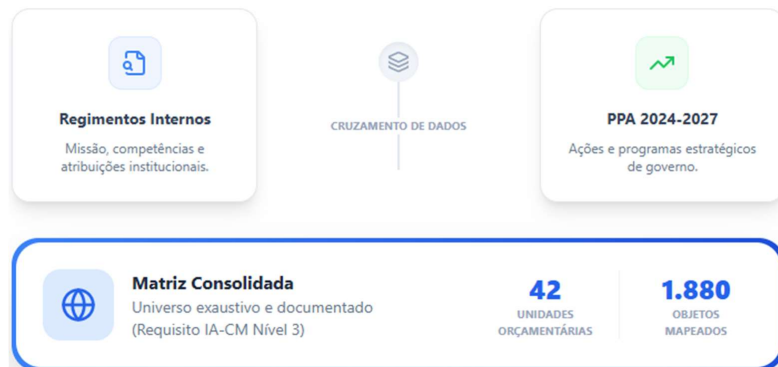 Regimentos Internos
Missão, competências e
atribuições institucionais.
CRUZAMENTO DE DADOS
PPA 2024-2027
Ações e programas estratégicos
de governo.
Matriz Consolidada
Universo exaustivo e documentado
(Requisito IA-CM Nível 3)
42
UNIDADES
ORÇAMENTÁRIAS
1.880
OBJETOS
MAPEADOS